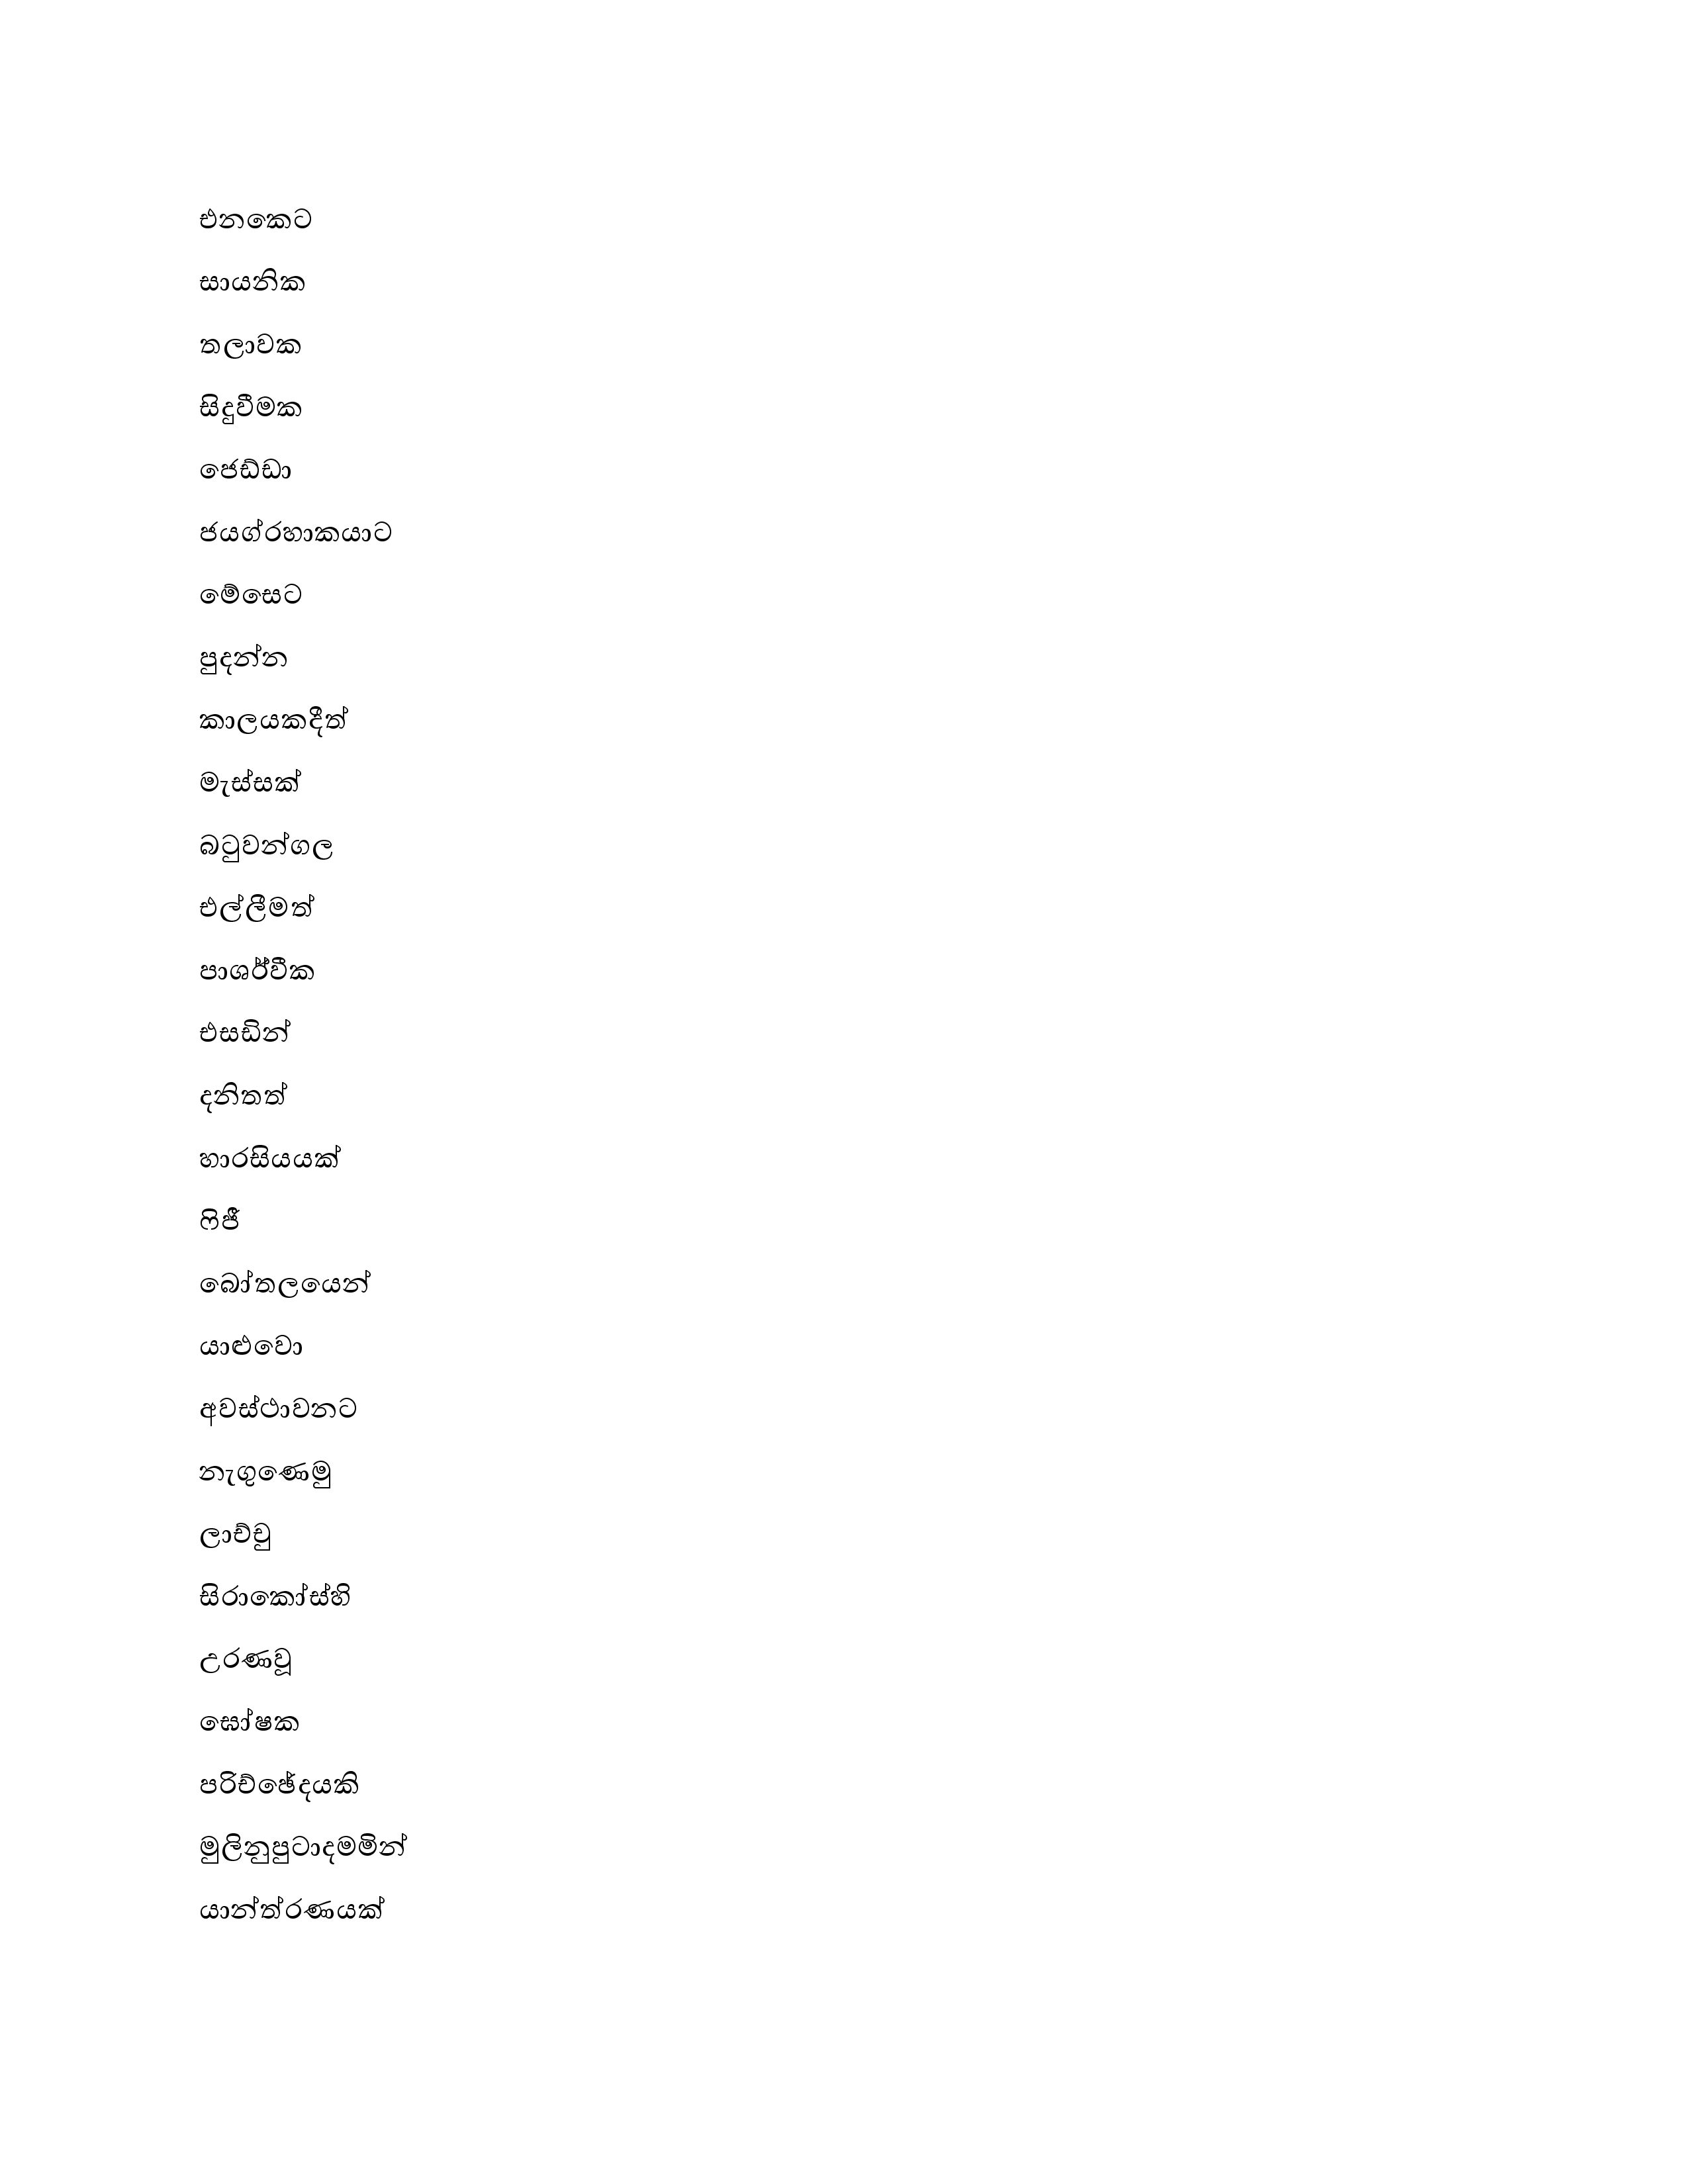 එනකෙට
සායනික
තලාවක
සිදුවීමක
ජෙඩ්ඩා
ජයග්රහාකයාට
මේසෙට
පුදන්න
කාලයකදීත්
මැස්සක්
බටුවන්ගල
එල්ලීමත්
පාශර්වීක
එසඩින්
දනිතත්
හාරසියයක්
ෆිජී
බෝතලයෙන්
යාළුවො
අවස්ථාවනට
නැගුණෙමු
ලාච්චු
සිරාකෝස්හි
උරණවූ
ඝෝෂක
පරිච්ඡේදයකි
මුලිනුපුටාදමමින්
යාන්ත්රණයක්